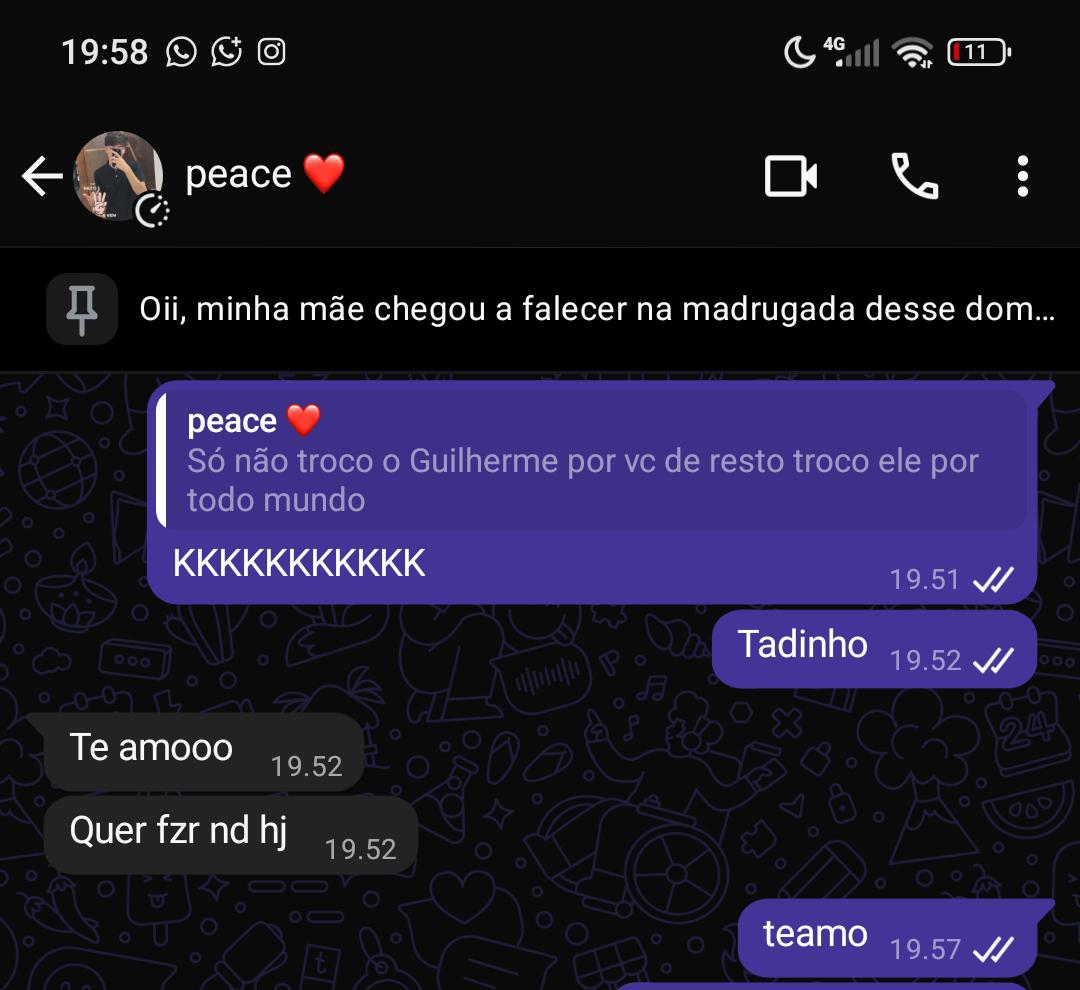 19:58
4G
11
peace ❤️
Oii, minha mãe chegou a falecer na madrugada desse dom...
peace ❤️
Só não troco o Guilherme por vc de resto troco ele por
todo mundo
KKKKKKKKKKK
19.51
Tadinho 19.52
Te amooo 19.52
Quer fzr nd hj 19.52
24
teamo 19.57